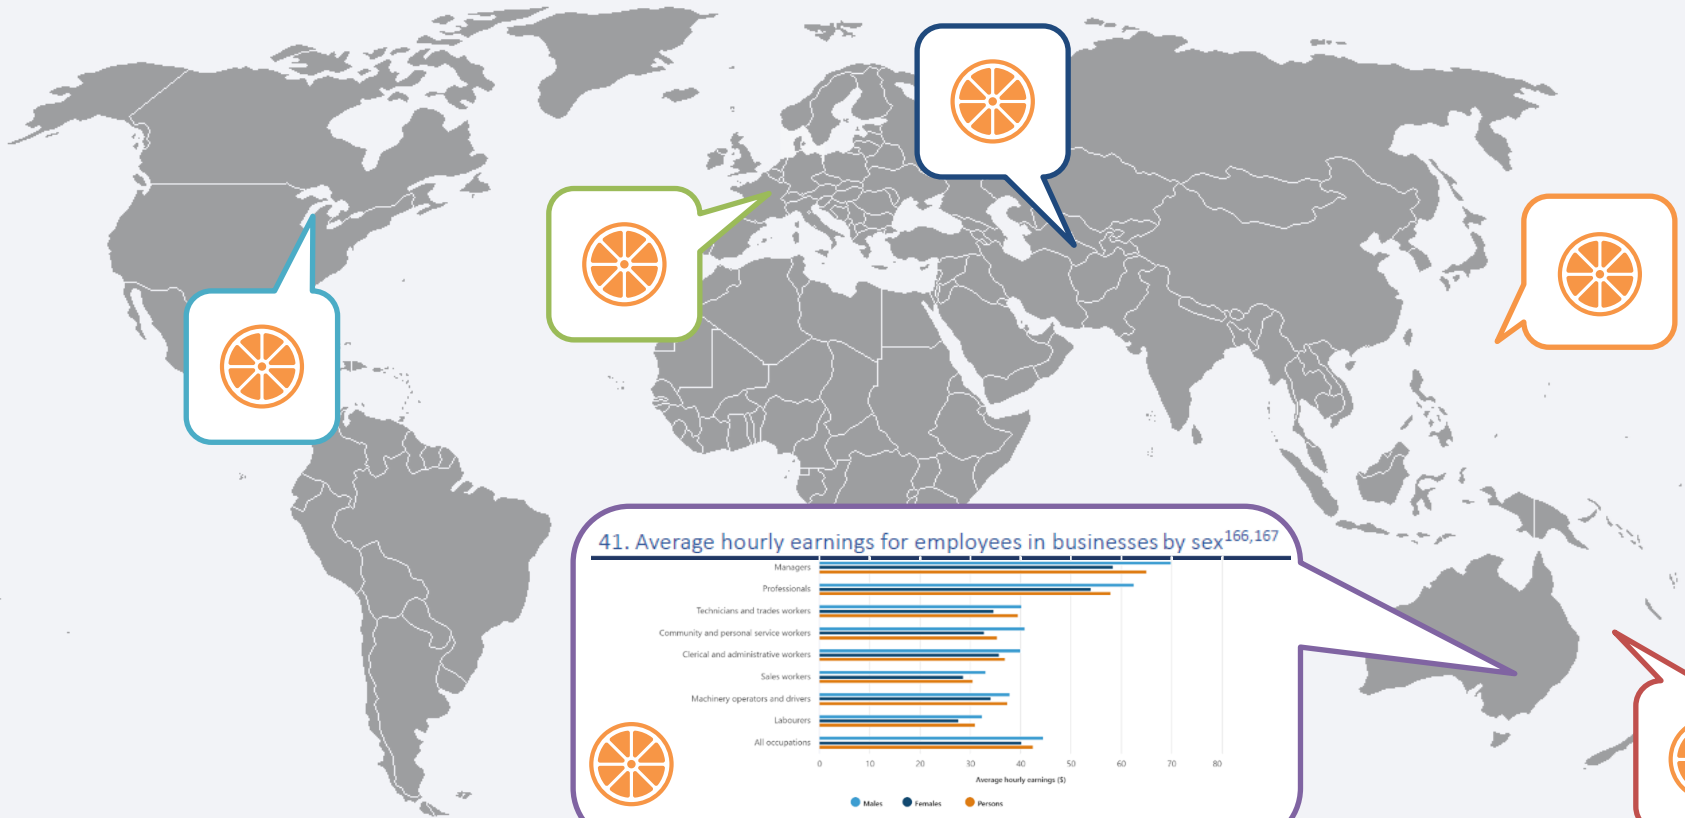 41. Average hourly earnings for employees in businesses by sex166,167
Managers
Professionals
Technicians and trades workers
Community and personal service workers
Clerical and administrative workers
Sales workers
Machinery operators and drivers
Labourers
All occupations
0 10 20 30 40 50 60 70 80
Average hourly earnings ($)
Males Females Persons